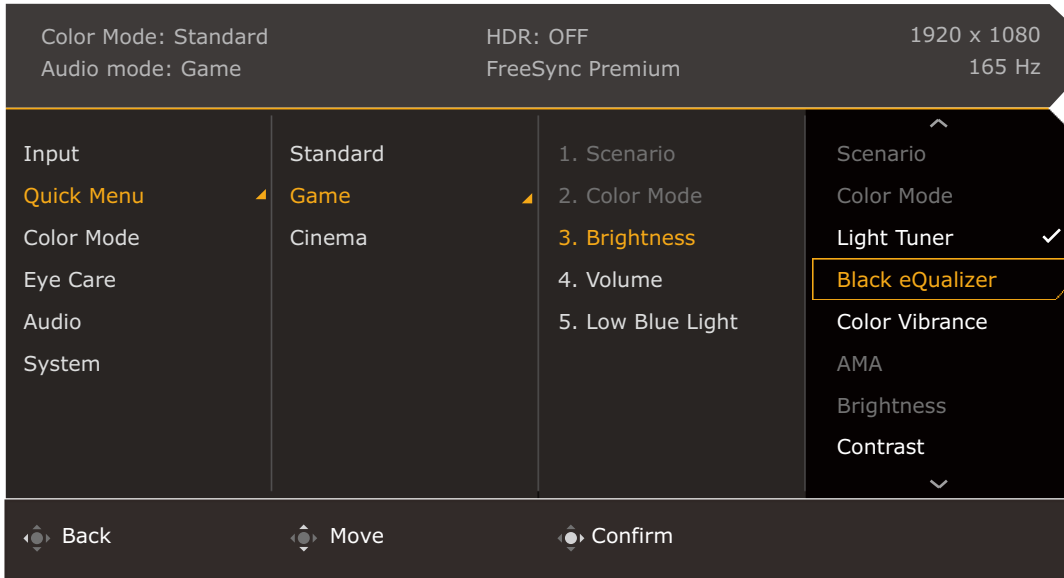 Color Mode: Standard
Audio mode: Game
HDR: OFF
FreeSync Premium
1920 x 1080
165 Hz
Input
Quick Menu
Color Mode
Eye Care
Audio
System
Standard
Game
Cinema
1. Scenario
2. Color Mode
3. Brightness
4. Volume
5. Low Blue Light
Scenario
Color Mode
Light Tuner
Black eQualizer
Color Vibrance
AMA
Brightness
Contrast
Back
Move
Confirm